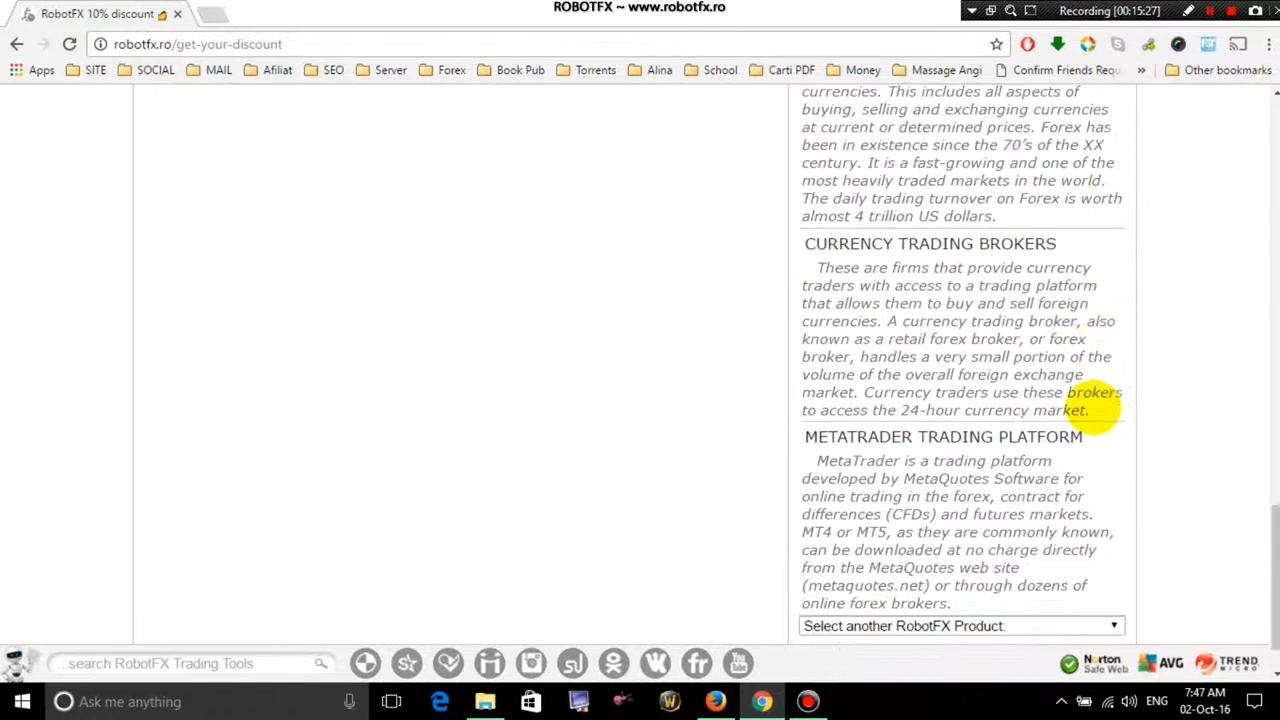 ROBOTFX ~ www.robotfx.ro
Recording [00:15:27]
RobotFX 10% discount
robotfx.ro/get-your-discount
Apps SITE SOCIAL MAIL Afiliat SEO Server Forex Book Pub Torrents Alina School Carti PDF Money Massage Angi Confirm Friends Requ » Other bookmarks
currencies. This includes all aspects of
buying, selling and exchanging currencies
at current or determined prices. Forex has
been in existence since the 70's of the XX
century. It is a fast-growing and one of the
most heavily traded markets in the world.
The daily trading turnover on Forex is worth
almost 4 trillion US dollars.
CURRENCY TRADING BROKERS
These are firms that provide currency
traders with access to a trading platform
that allows them to buy and sell foreign
currencies. A currency trading broker, also
known as a retail forex broker, or forex
broker, handles a very small portion of the
volume of the overall foreign exchange
market. Currency traders use these brokers
to access the 24-hour currency market.
METATRADER TRADING PLATFORM
MetaTrader is a trading platform
developed by MetaQuotes Software for
online trading in the forex, contract for
differences (CFDs) and futures markets.
MT4 or MT5, as they are commonly known,
can be downloaded at no charge directly
from the MetaQuotes web site
(metaquotes.net) or through dozens of
online forex brokers.
Select another RobotFX Product:
...search RobotFX Trading Tools
Norton
Safe Web
AVG
TREND
MICRO
You
Tube
Ask me anything
ENG
7:47 AM
02-Oct-16